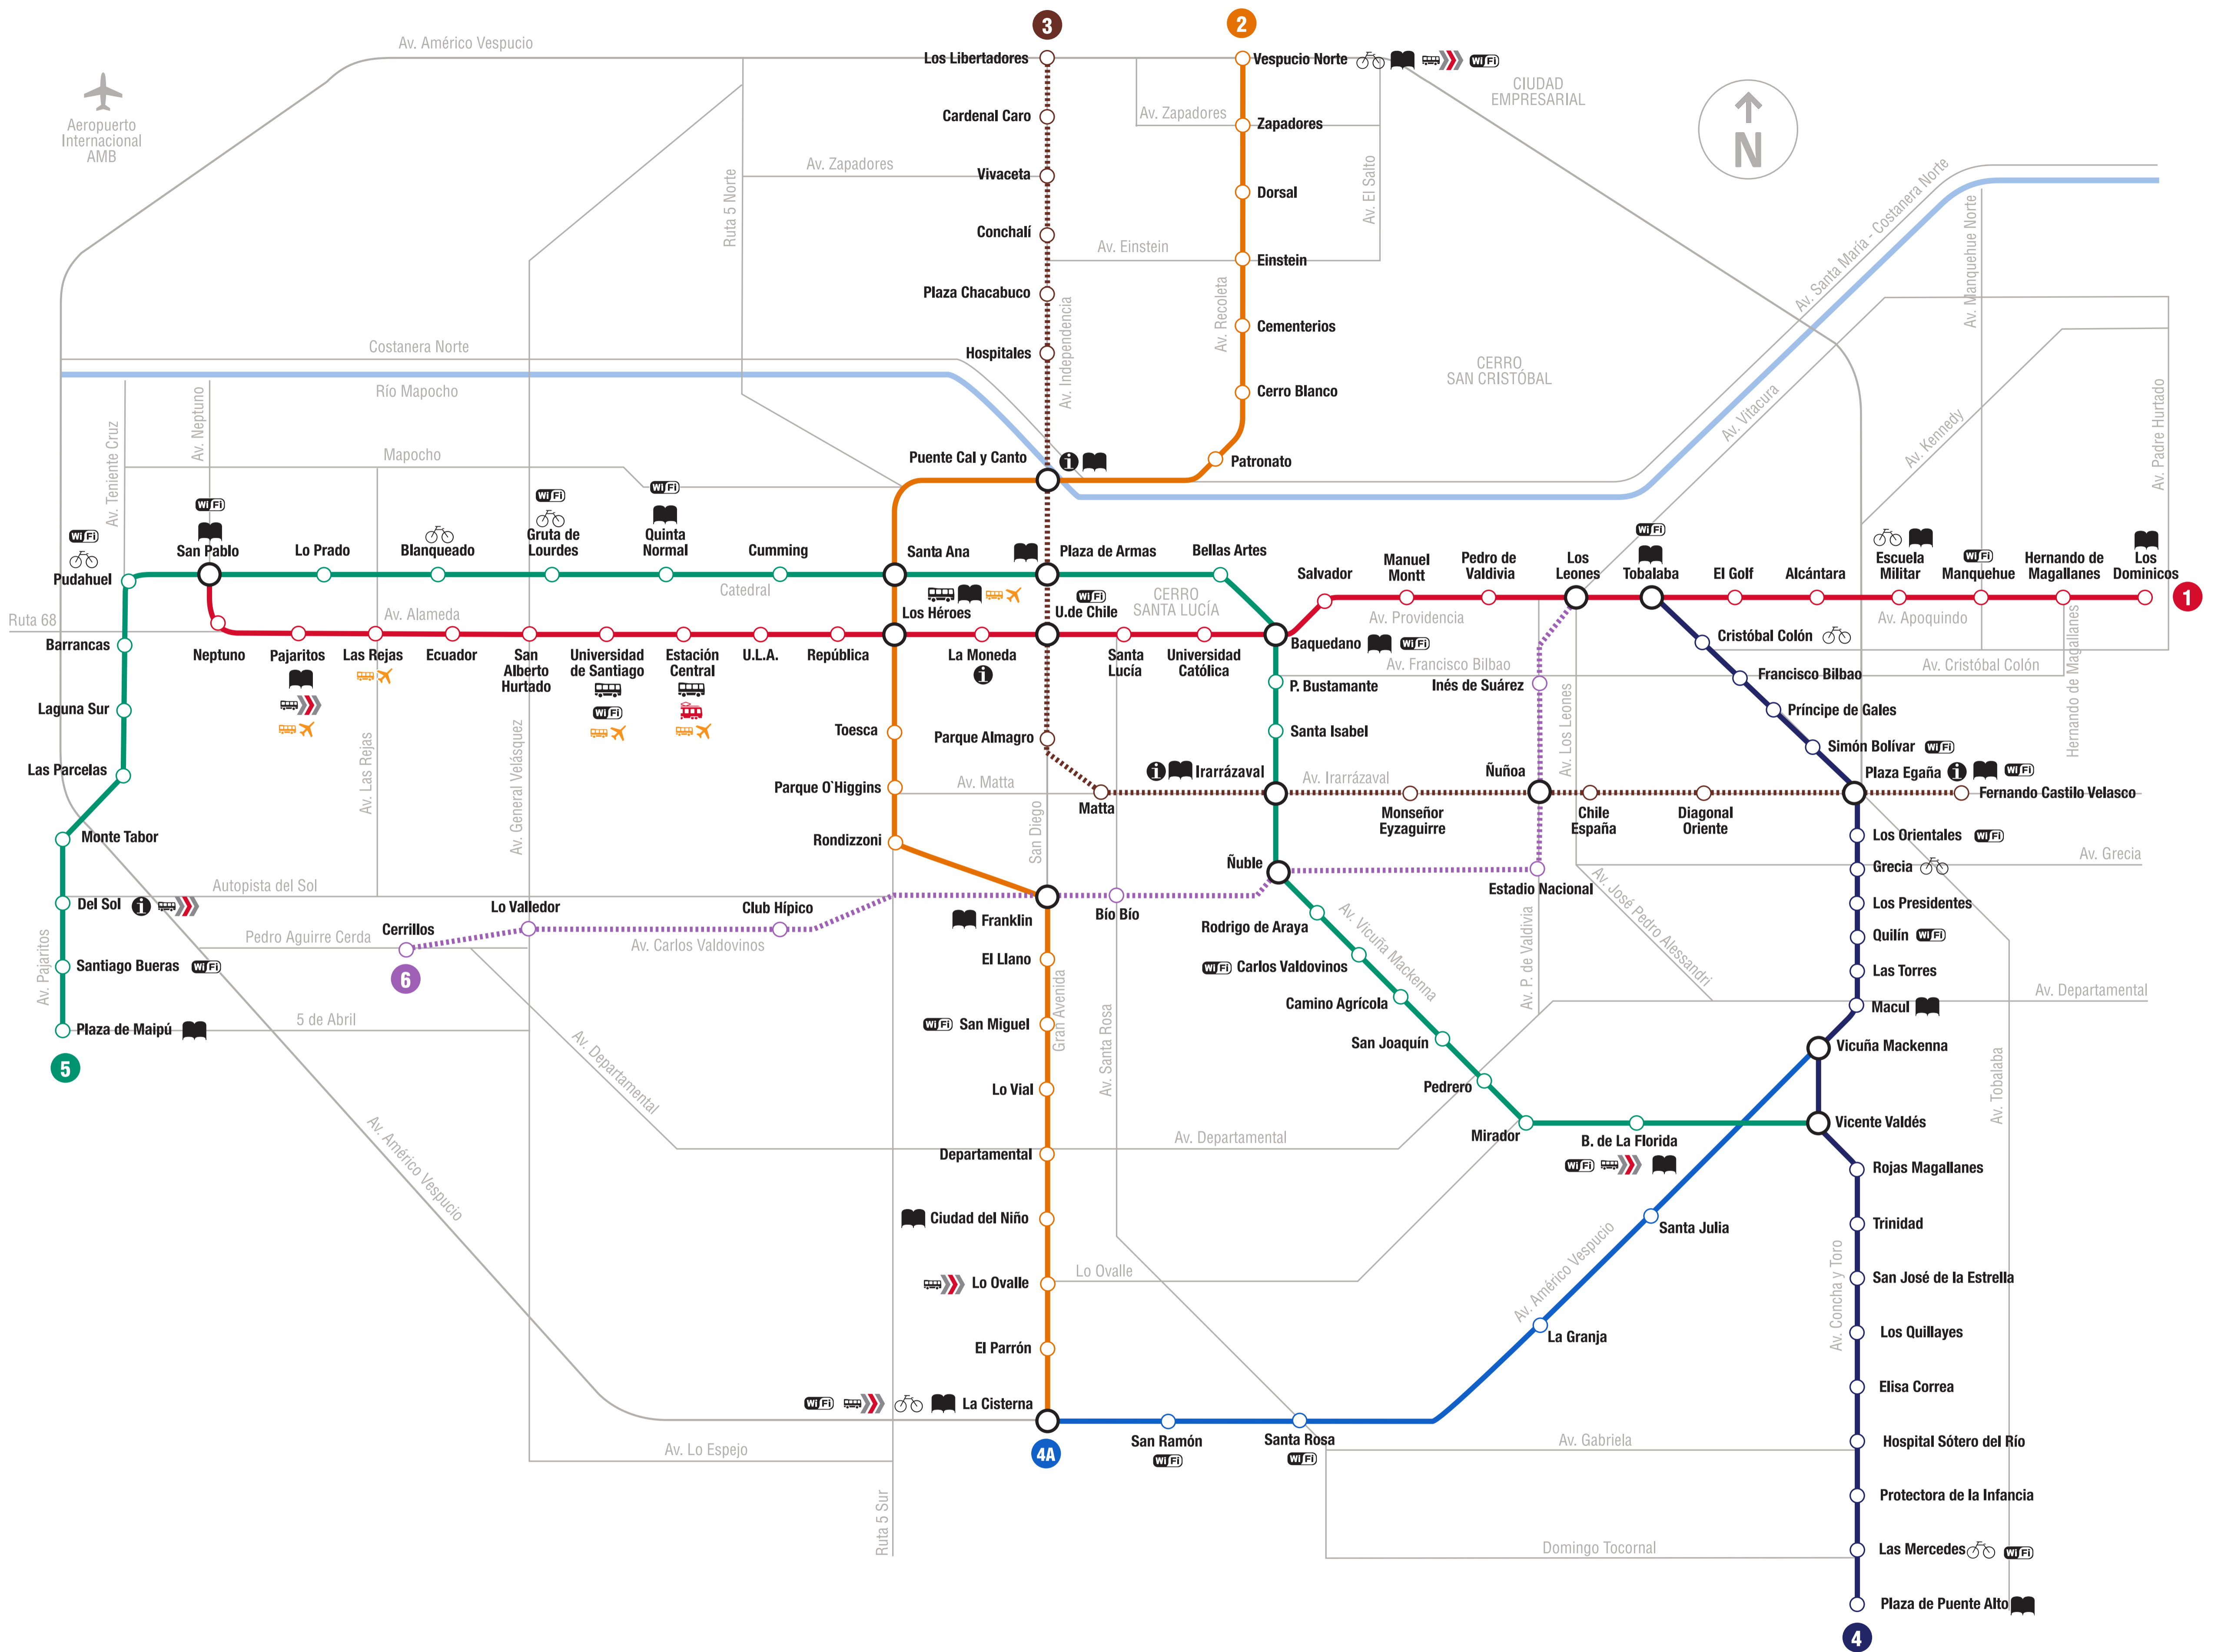 3
2
Av. Américo Vespucio
Los Libertadores
Vespucio Norte
WiFi
CIUDAD
EMPRESARIAL
Aeropuerto
Internacional
AMB
Cardenal Caro
Av. Zapadores
Zapadores
N
Av. Zapadores
Vivaceta
Ruta 5 Norte
Av. El Salto
Dorsal
Av. Santa María - Costanera Norte
Av. Manquehue Norte
Conchalí
Av. Einstein
Einstein
Plaza Chacabuco
Av. Independencia
Av. Recoleta
Cementerios
Costanera Norte
Hospitales
CERRO
SAN CRISTÓBAL
Río Mapocho
Cerro Blanco
Av. Vitacura
Av. Kennedy
Av. Padre Hurtado
Av. Teniente Cruz
Av. Neptuno
Mapocho
Puente Cal y Canto
i
Patronato
WiFi
Pudahuel
WiFi
San Pablo
Lo Prado
Blanqueado
WiFi
Gruta de
Lourdes
WiFi
Quinta
Normal
Cumming
Santa Ana
Plaza de Armas
Bellas Artes
Catedral
Salvador
Manuel
Montt
Pedro de
Valdivia
Los
Leones
WiFi
Tobalaba
El Golf
Alcántara
Escuela
Militar
WiFi
Manquehue
Hernando de
Magallanes
Los
Dominicos
1
Ruta 68
Av. Alameda
Los Héroes
WiFi
U.de Chile
CERRO
SANTA LUCÍA
Av. Providencia
Av. Apoquindo
Barrancas
Neptuno
Pajaritos
Las Rejas
Ecuador
San
Alberto
Hurtado
Universidad
de Santiago
WiFi
Estación
Central
U.L.A.
República
La Moneda
i
Santa
Lucía
Universidad
Católica
Baquedano
WiFi
Cristóbal Colón
Av. Francisco Bilbao
Av. Cristóbal Colón
Francisco Bilbao
Hernando de Magallanes
P. Bustamante
Inés de Suárez
Av. Los Leones
Príncipe de Gales
Laguna Sur
Santa Isabel
Toesca
Parque Almagro
Simón Bolívar
WiFi
Las Parcelas
Av. Las Rejas
Av. General Velásquez
Parque O`Higgins
Av. Matta
Matta
i
Irarrázaval
Av. Irarrázaval
Monseñor
Eyzaguirre
Ñuñoa
Chile
España
Diagonal
Oriente
Plaza Egaña
i
WiFi
Fernando Castilo Velasco
Monte Tabor
Rondizzoni
San Diego
Los Orientales
WiFi
Ñuble
Av. Grecia
Grecia
Autopista del Sol
Estadio Nacional
Av. José Pedro Alessandri
Del Sol
i
Lo Valledor
Club Hípico
Franklin
Bío Bío
Los Presidentes
Cerrillos
6
Pedro Aguirre Cerda
Av. Carlos Valdovinos
Rodrigo de Araya
Av. Vicuña Mackenna
Av. P. de Valdivia
Quilín
WiFi
Av. Pajaritos
Santiago Bueras
WiFi
El Llano
WiFi
Carlos Valdovinos
Las Torres
Gran Avenida
Camino Agrícola
Av. Departamental
Macul
Plaza de Maipú
5 de Abril
WiFi
San Miguel
San Joaquín
Vicuña Mackenna
5
Av. Departamental
Av. Santa Rosa
Lo Vial
Pedrero
Av. Tobalaba
Av. Américo Vespucio
Departamental
Av. Departamental
Mirador
B. de La Florida
WiFi
Vicente Valdés
Rojas Magallanes
Ciudad del Niño
Santa Julia
Trinidad
Lo Ovalle
Lo Ovalle
Av. Américo Vespucio
Av. Concha y Toro
San José de la Estrella
El Parrón
La Granja
Los Quillayes
WiFi
La Cisterna
4A
San Ramón
WiFi
Santa Rosa
WiFi
Elisa Correa
Av. Lo Espejo
Av. Gabriela
Hospital Sótero del Río
Ruta 5 Sur
Protectora de la Infancia
Domingo Tocornal
Las Mercedes
WiFi
Plaza de Puente Alto
4